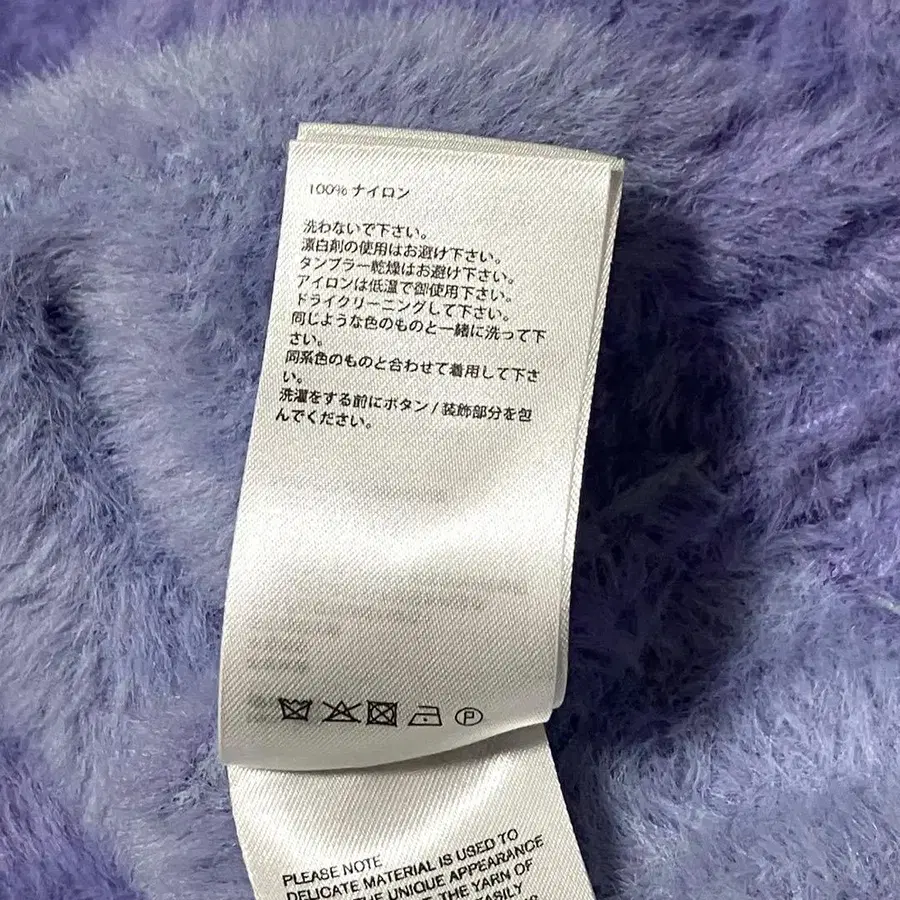 100% ナイロン
洗わないで下さい。
漂白剤の使用はお避け下さい。
タンブラー乾燥はお避け下さい。
アイロンは低温で御使用下さい。
ドライクリーニングして下さい。
同じような色のものと一緒に洗って下
さい。
同系色のものと合わせて着用して下さ
い。
洗濯をする前にボタン/装飾部分を包
んでください。
P
PLEASE NOTE
DELICATE MATERIAL IS USED TO
THE UNIQUE APPEARANCE
THE YARN OF
EASILY